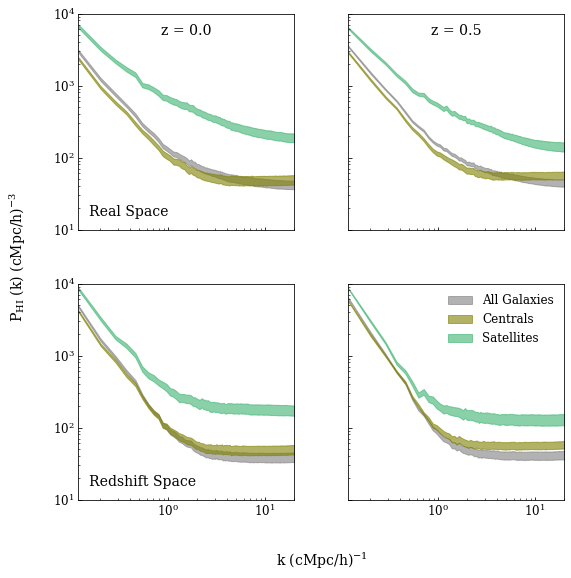 z = 0.0
z = 0.5
10⁴
10³
10²
10¹
Real Space
P_HI (k) (cMpc/h)⁻³
10⁴
10³
10²
10¹
All Galaxies
Centrals
Satellites
Redshift Space
10⁰
10¹
10⁰
10¹
k (cMpc/h)⁻¹